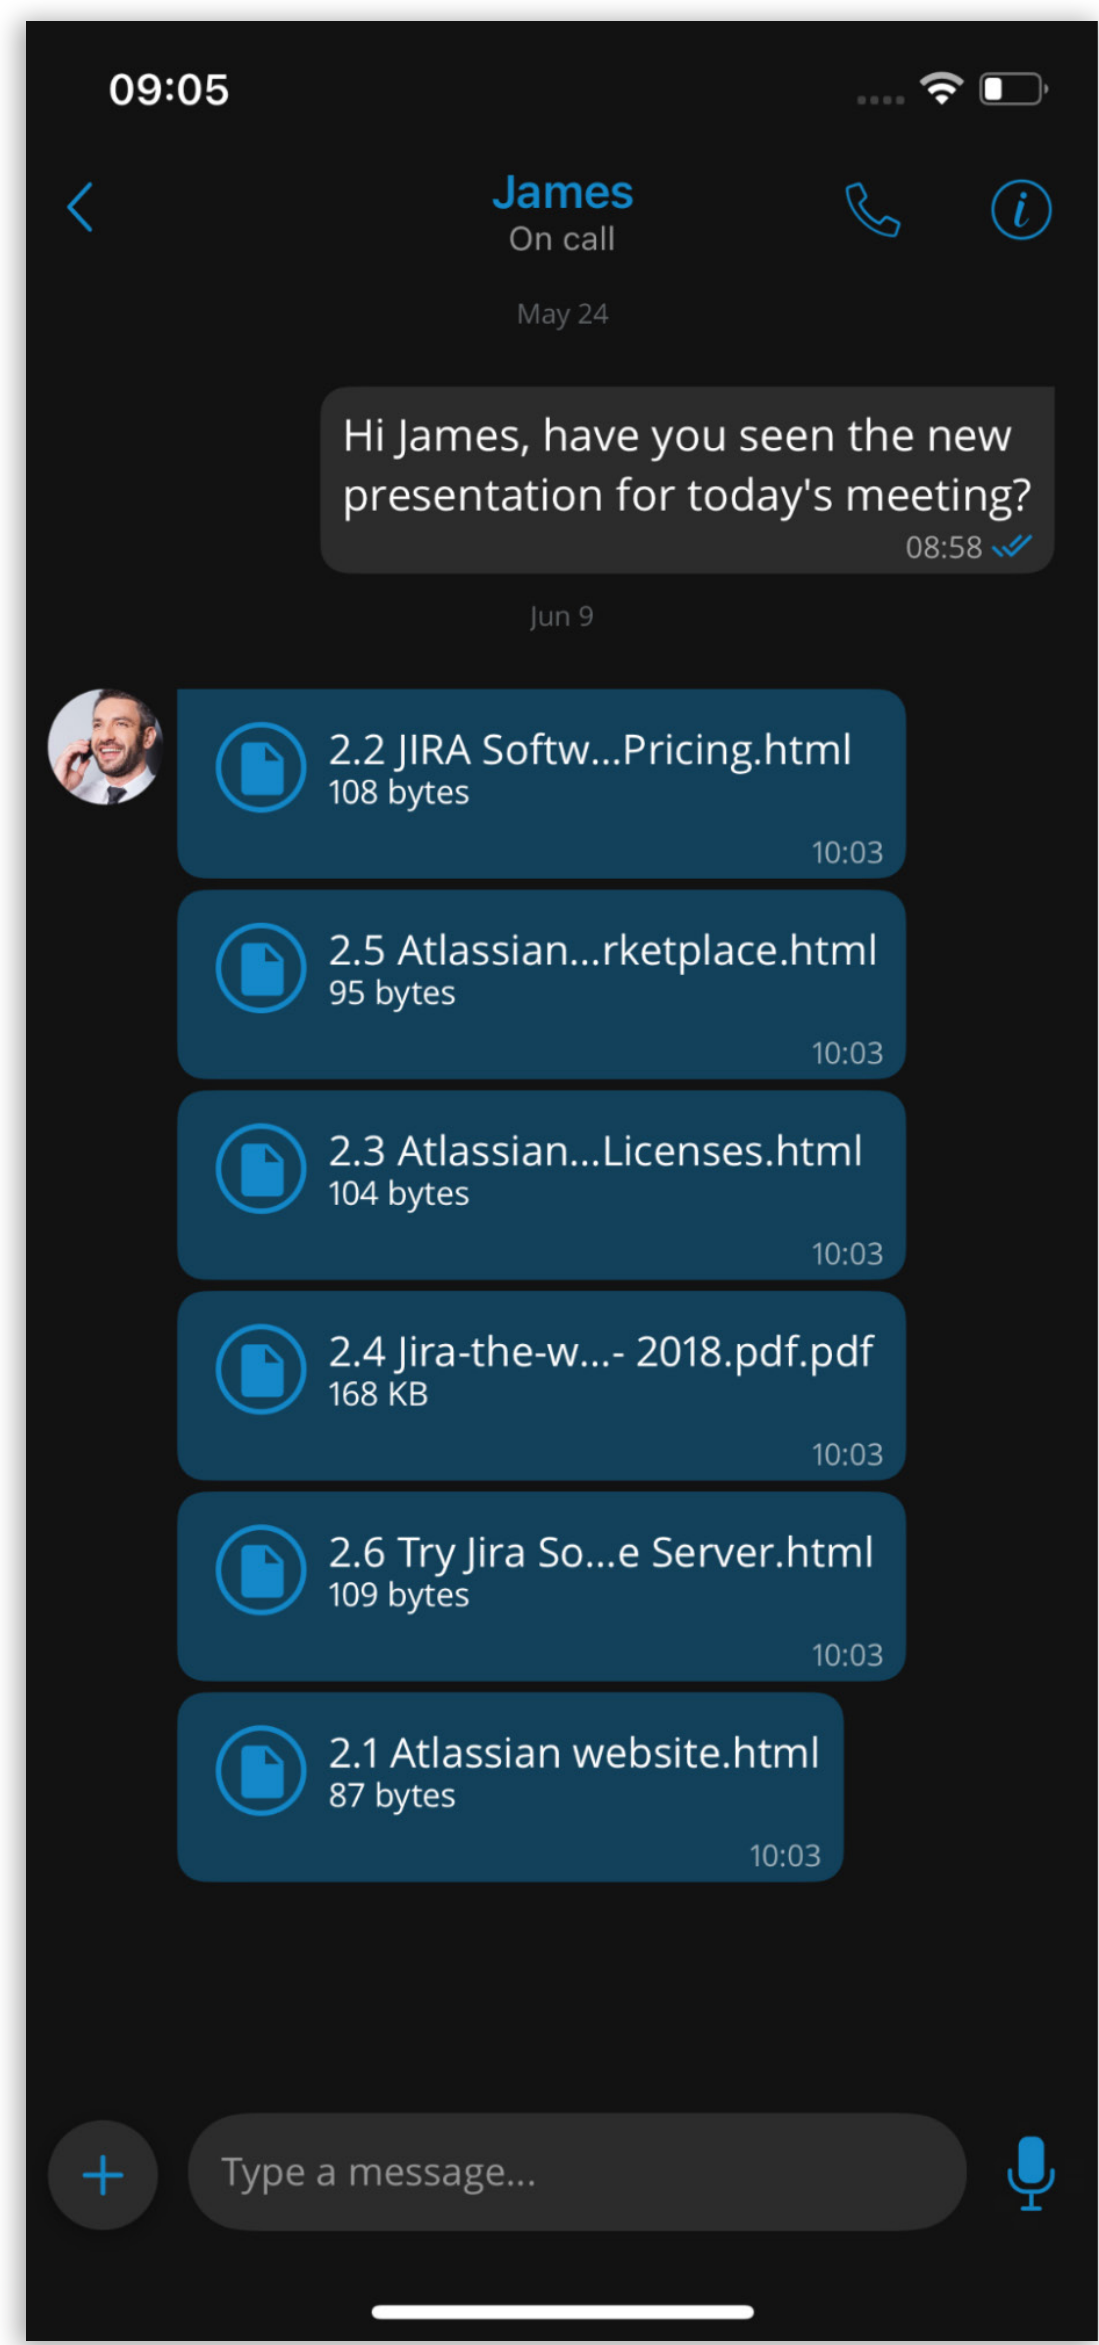 09:05
James
On call
May 24
Hi James, have you seen the new
presentation for today's meeting?
08:58
Jun 9
2.2 JIRA Softw...Pricing.html
108 bytes
10:03
2.5 Atlassian...rketplace.html
95 bytes
10:03
2.3 Atlassian...Licenses.html
104 bytes
10:03
2.4 Jira-the-w...- 2018.pdf.pdf
168 KB
10:03
2.6 Try Jira So...e Server.html
109 bytes
10:03
2.1 Atlassian website.html
87 bytes
10:03
Type a message...